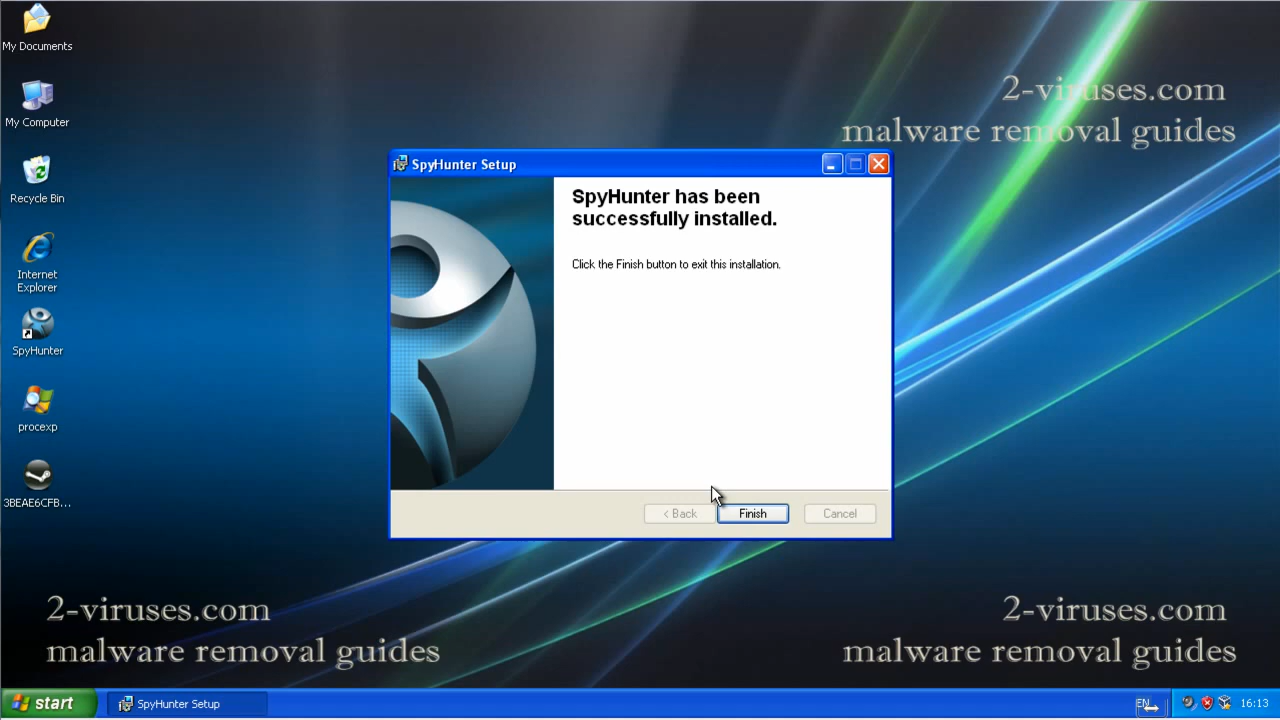 My Documents
My Computer
Recycle Bin
Internet
Explorer
SpyHunter
procexp
3BEAE6CFB...
2-viruses.com
malware removal guides
SpyHunter Setup
SpyHunter has been
successfully installed.
Click the Finish button to exit this installation.
< Back
Finish
Cancel
2-viruses.com
malware removal guides
2-viruses.com
malware removal guides
start
SpyHunter Setup
EN
16:13